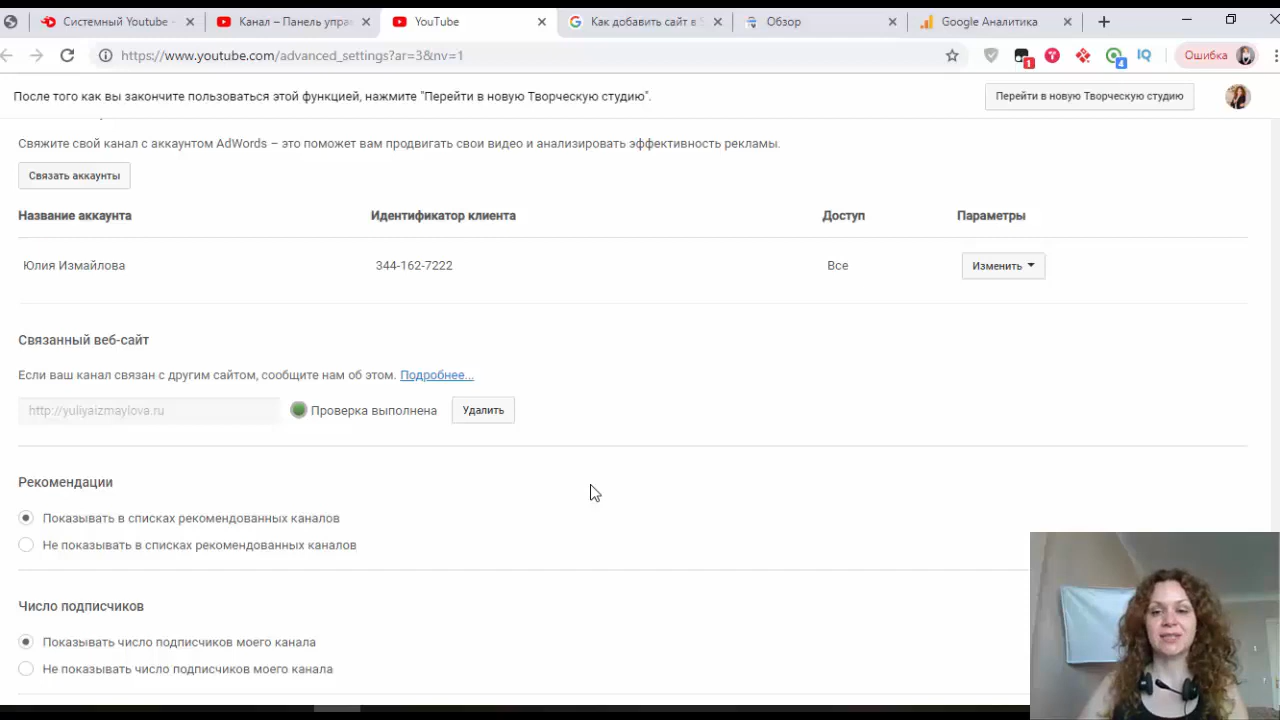 Системный Youtube -
Канал – Панель управ
YouTube
Как добавить сайт в S
Обзор
Google Аналитика
https://www.youtube.com/advanced_settings?ar=3&nv=1
1
4
IQ
Ошибка
После того как вы закончите пользоваться этой функцией, нажмите "Перейти в новую Творческую студию".
Перейти в новую Творческую студию
Свяжите свой канал с аккаунтом AdWords – это поможет вам продвигать свои видео и анализировать эффективность рекламы.
Связать аккаунты
Название аккаунта Идентификатор клиента Доступ Параметры
Юлия Измайлова 344-162-7222 Все Изменить
Связанный веб-сайт
Если ваш канал связан с другим сайтом, сообщите нам об этом. Подробнее...
http://yuliyaizmaylova.ru Проверка выполнена Удалить
Рекомендации
Показывать в списках рекомендованных каналов
Не показывать в списках рекомендованных каналов
Число подписчиков
Показывать число подписчиков моего канала
Не показывать число подписчиков моего канала